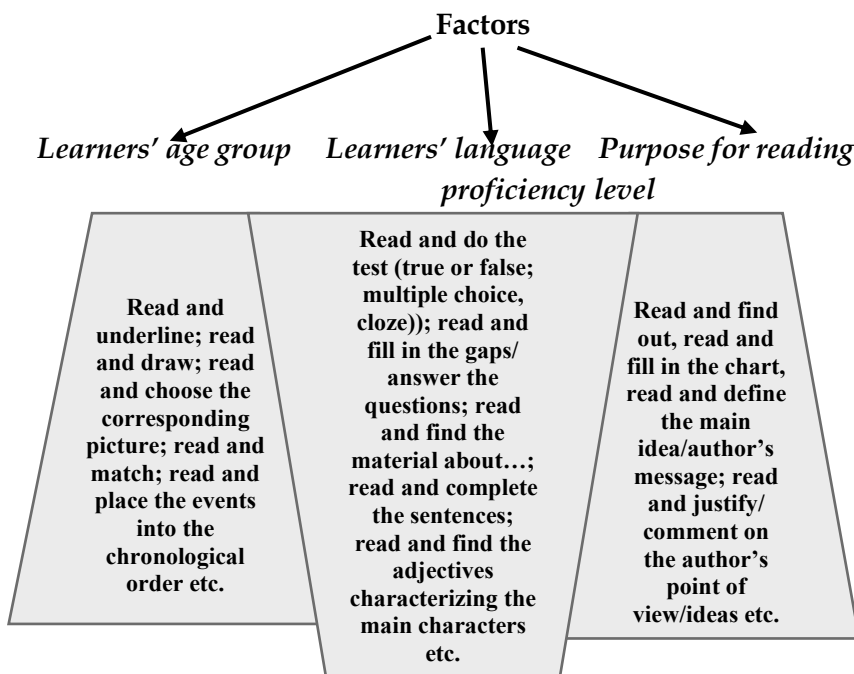 Factors
Learners’ age group
Learners’ language
proficiency level
Purpose for reading
Read and
underline; read
and draw; read
and choose the
corresponding
picture; read and
match; read and
place the events
into the
chronological
order etc.
Read and do the
test (true or false;
multiple choice,
cloze)); read and
fill in the gaps/
answer the
questions; read
and find the
material about…;
read and complete
the sentences;
read and find the
adjectives
characterizing the
main characters
etc.
Read and find
out, read and
fill in the chart,
read and define
the main
idea/author’s
message; read
and justify/
comment on
the author’s
point of
view/ideas etc.